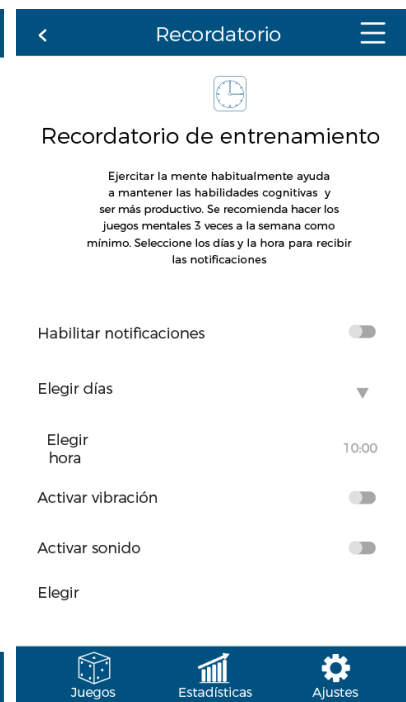 Recordatorio
Recordatorio de entrenamiento
Ejercitar la mente habitualmente ayuda
a mantener las habilidades cognitivas y
ser más productivo. Se recomienda hacer los
juegos mentales 3 veces a la semana como
mínimo. Seleccione los días y la hora para recibir
las notificaciones
Habilitar notificaciones
Elegir días
Elegir
hora
10:00
Activar vibración
Activar sonido
Elegir
Juegos
Estadísticas
Ajustes